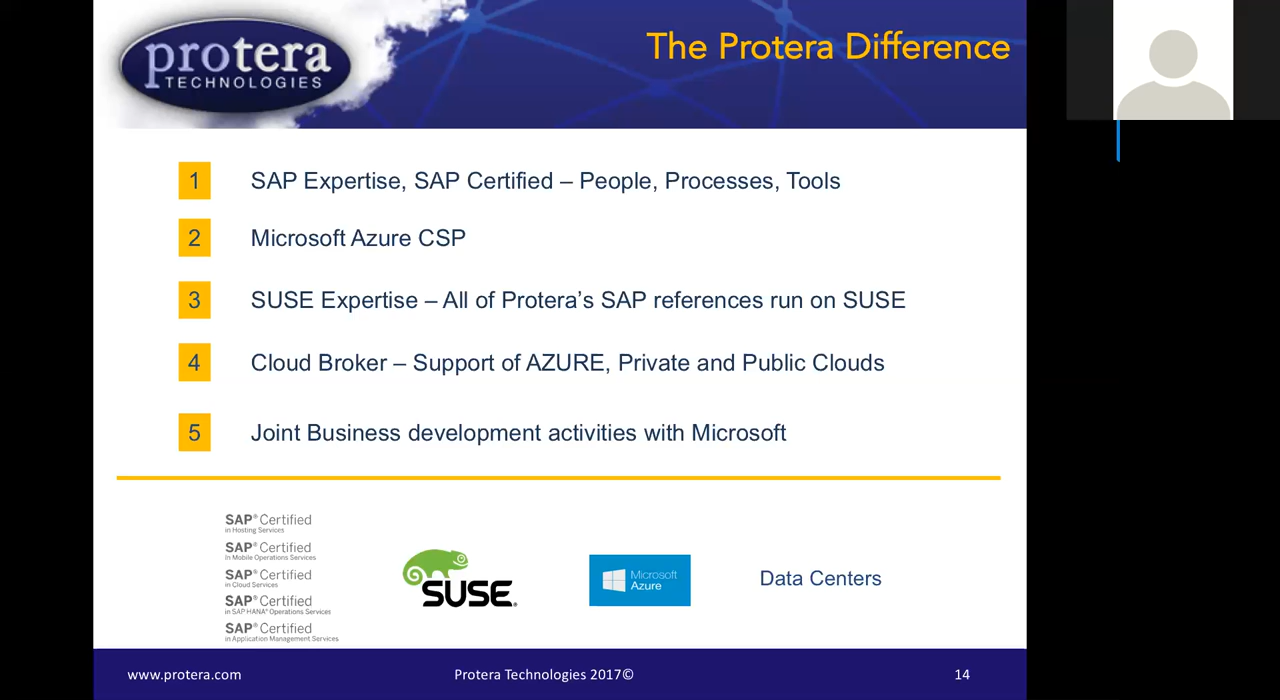 protera
TECHNOLOGIES
The Protera Difference
1 SAP Expertise, SAP Certified – People, Processes, Tools
2 Microsoft Azure CSP
3 SUSE Expertise – All of Protera’s SAP references run on SUSE
4 Cloud Broker – Support of AZURE, Private and Public Clouds
5 Joint Business development activities with Microsoft
SAP® Certified
in Hosting Services
SAP® Certified
In Mobile Operations Services
SAP® Certified
in Cloud Services
SAP® Certified
in SAP HANA® Operations Services
SAP® Certified
in Application Management Services
SUSE®
Microsoft
Azure
Data Centers
www.protera.com Protera Technologies 2017© 14